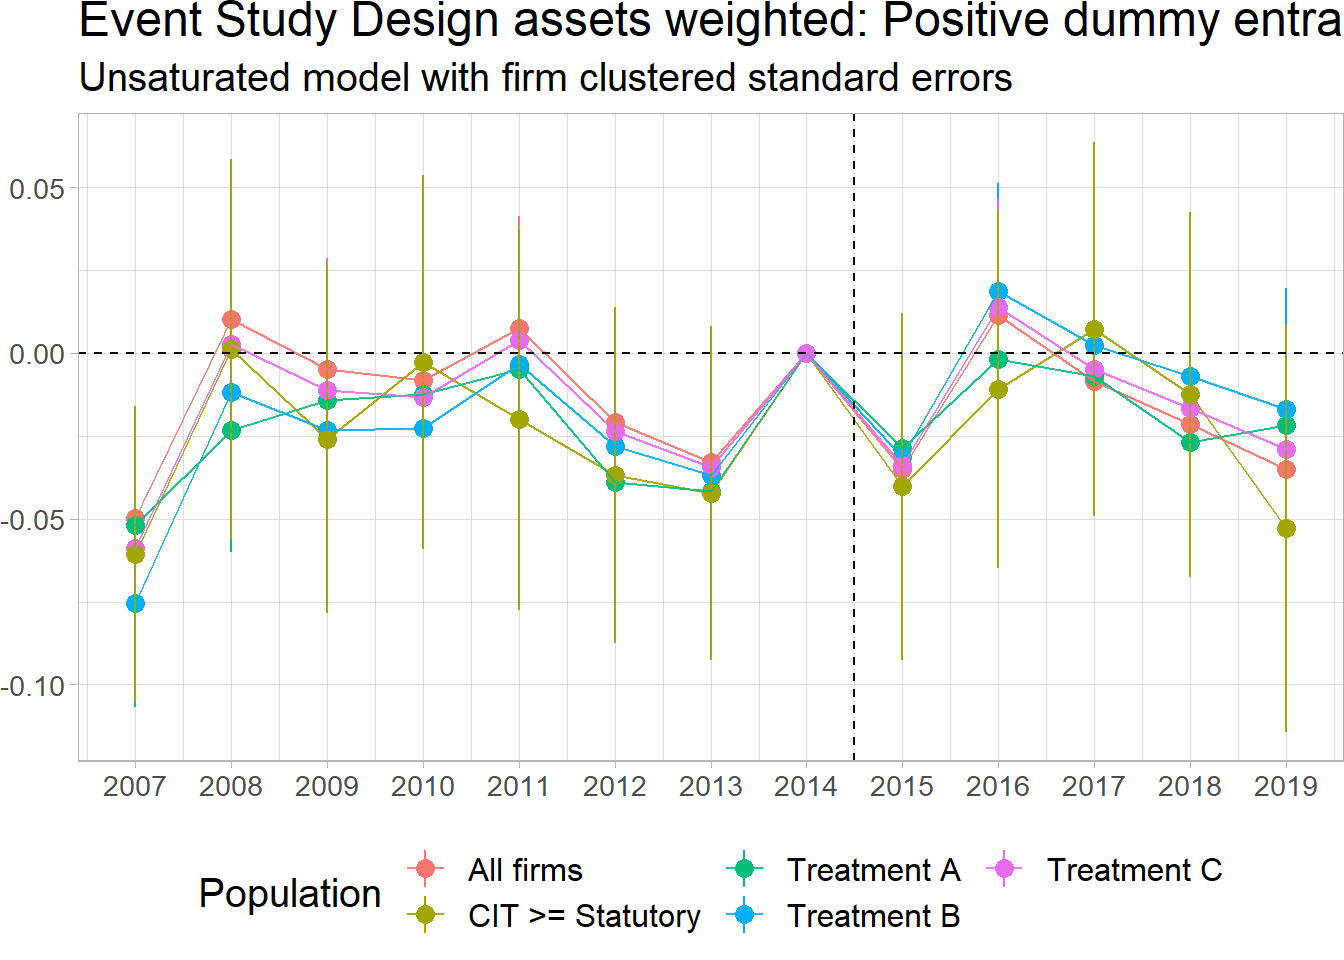 Event Study Design assets weighted: Positive dummy entra
Unsaturated model with firm clustered standard errors
0.05
0.00
-0.05
-0.10
2007 2008 2009 2010 2011 2012 2013 2014 2015 2016 2017 2018 2019
Population
All firms
Treatment A
Treatment C
CIT >= Statutory
Treatment B